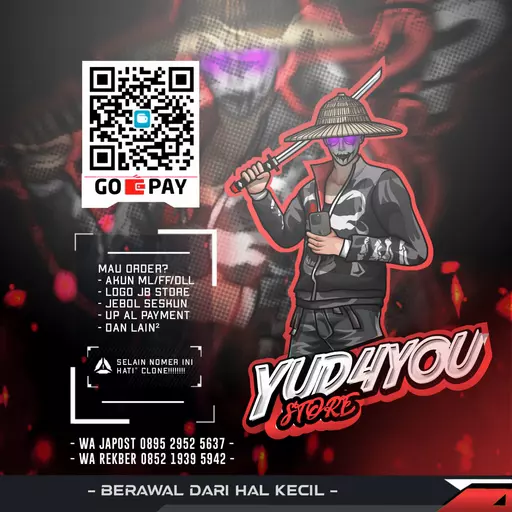 GO PAY
MAU ORDER?
- AKUN ML/FF/DLL
- LOGO JB STORE
- JEBOL SESKUN
- UP AL PAYMENT
- DAN LAIN²
SELAIN NOMER INI
HATI" CLONE!!!!!!!!
- WA JAPOST 0895 2952 5637 -
- WA REKBER 0852 1939 5942 -
YUD4YOU
STORE
- BERAWAL DARI HAL KECIL -